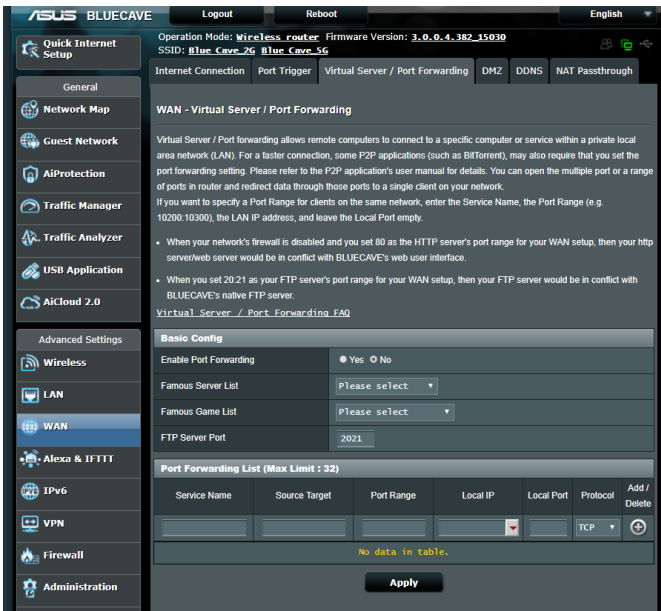 ASUS BLUECAVE Logout Reboot English
Operation Mode: Wireless router Firmware Version: 3.0.0.4.382_15030
SSID: Blue Cave_2G Blue Cave_5G
Quick Internet Setup
General
Network Map
Guest Network
AiProtection
Traffic Manager
Traffic Analyzer
USB Application
AiCloud 2.0
Advanced Settings
Wireless
LAN
WAN
Alexa & IFTTT
IPv6
VPN
Firewall
Administration
Internet Connection Port Trigger Virtual Server / Port Forwarding DMZ DDNS NAT Passthrough
WAN - Virtual Server / Port Forwarding
Virtual Server / Port forwarding allows remote computers to connect to a specific computer or service within a private local
area network (LAN). For a faster connection, some P2P applications (such as BitTorrent), may also require that you set the
port forwarding setting. Please refer to the P2P application's user manual for details. You can open the multiple port or a range
of ports in router and redirect data through those ports to a single client on your network.
If you want to specify a Port Range for clients on the same network, enter the Service Name, the Port Range (e.g.
10200:10300), the LAN IP address, and leave the Local Port empty.
• When your network's firewall is disabled and you set 80 as the HTTP server's port range for your WAN setup, then your http
server/web server would be in conflict with BLUECAVE's web user interface.
• When you set 20:21 as your FTP server's port range for your WAN setup, then your FTP server would be in conflict with
BLUECAVE's native FTP server.
Virtual Server / Port Forwarding FAQ
Basic Config
Enable Port Forwarding Yes No
Famous Server List Please select
Famous Game List Please select
FTP Server Port 2021
Port Forwarding List (Max Limit : 32)
Service Name Source Target Port Range Local IP Local Port Protocol Add / Delete
TCP
No data in table.
Apply